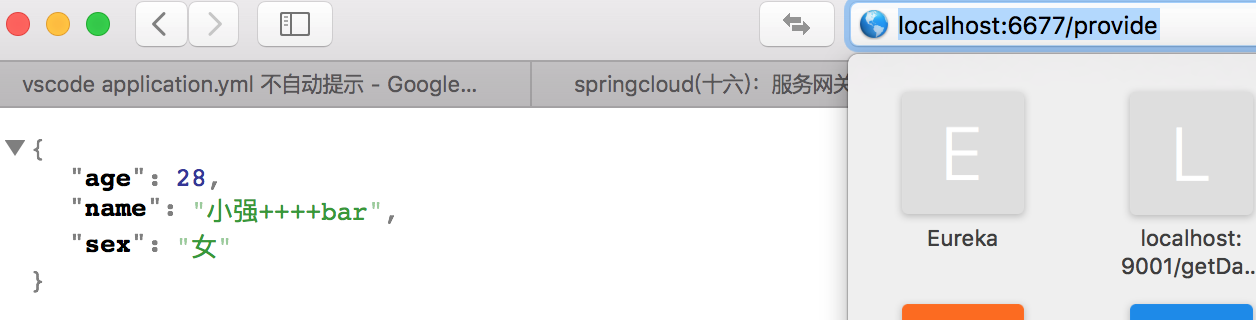 localhost:6677/provide
vscode application.yml 不自动提示 - Google...
springcloud(十六)：服务网关
{
"age": 28,
"name": "小强++++bar",
"sex": "女"
}
E
L
Eureka
localhost:
9001/getDa...